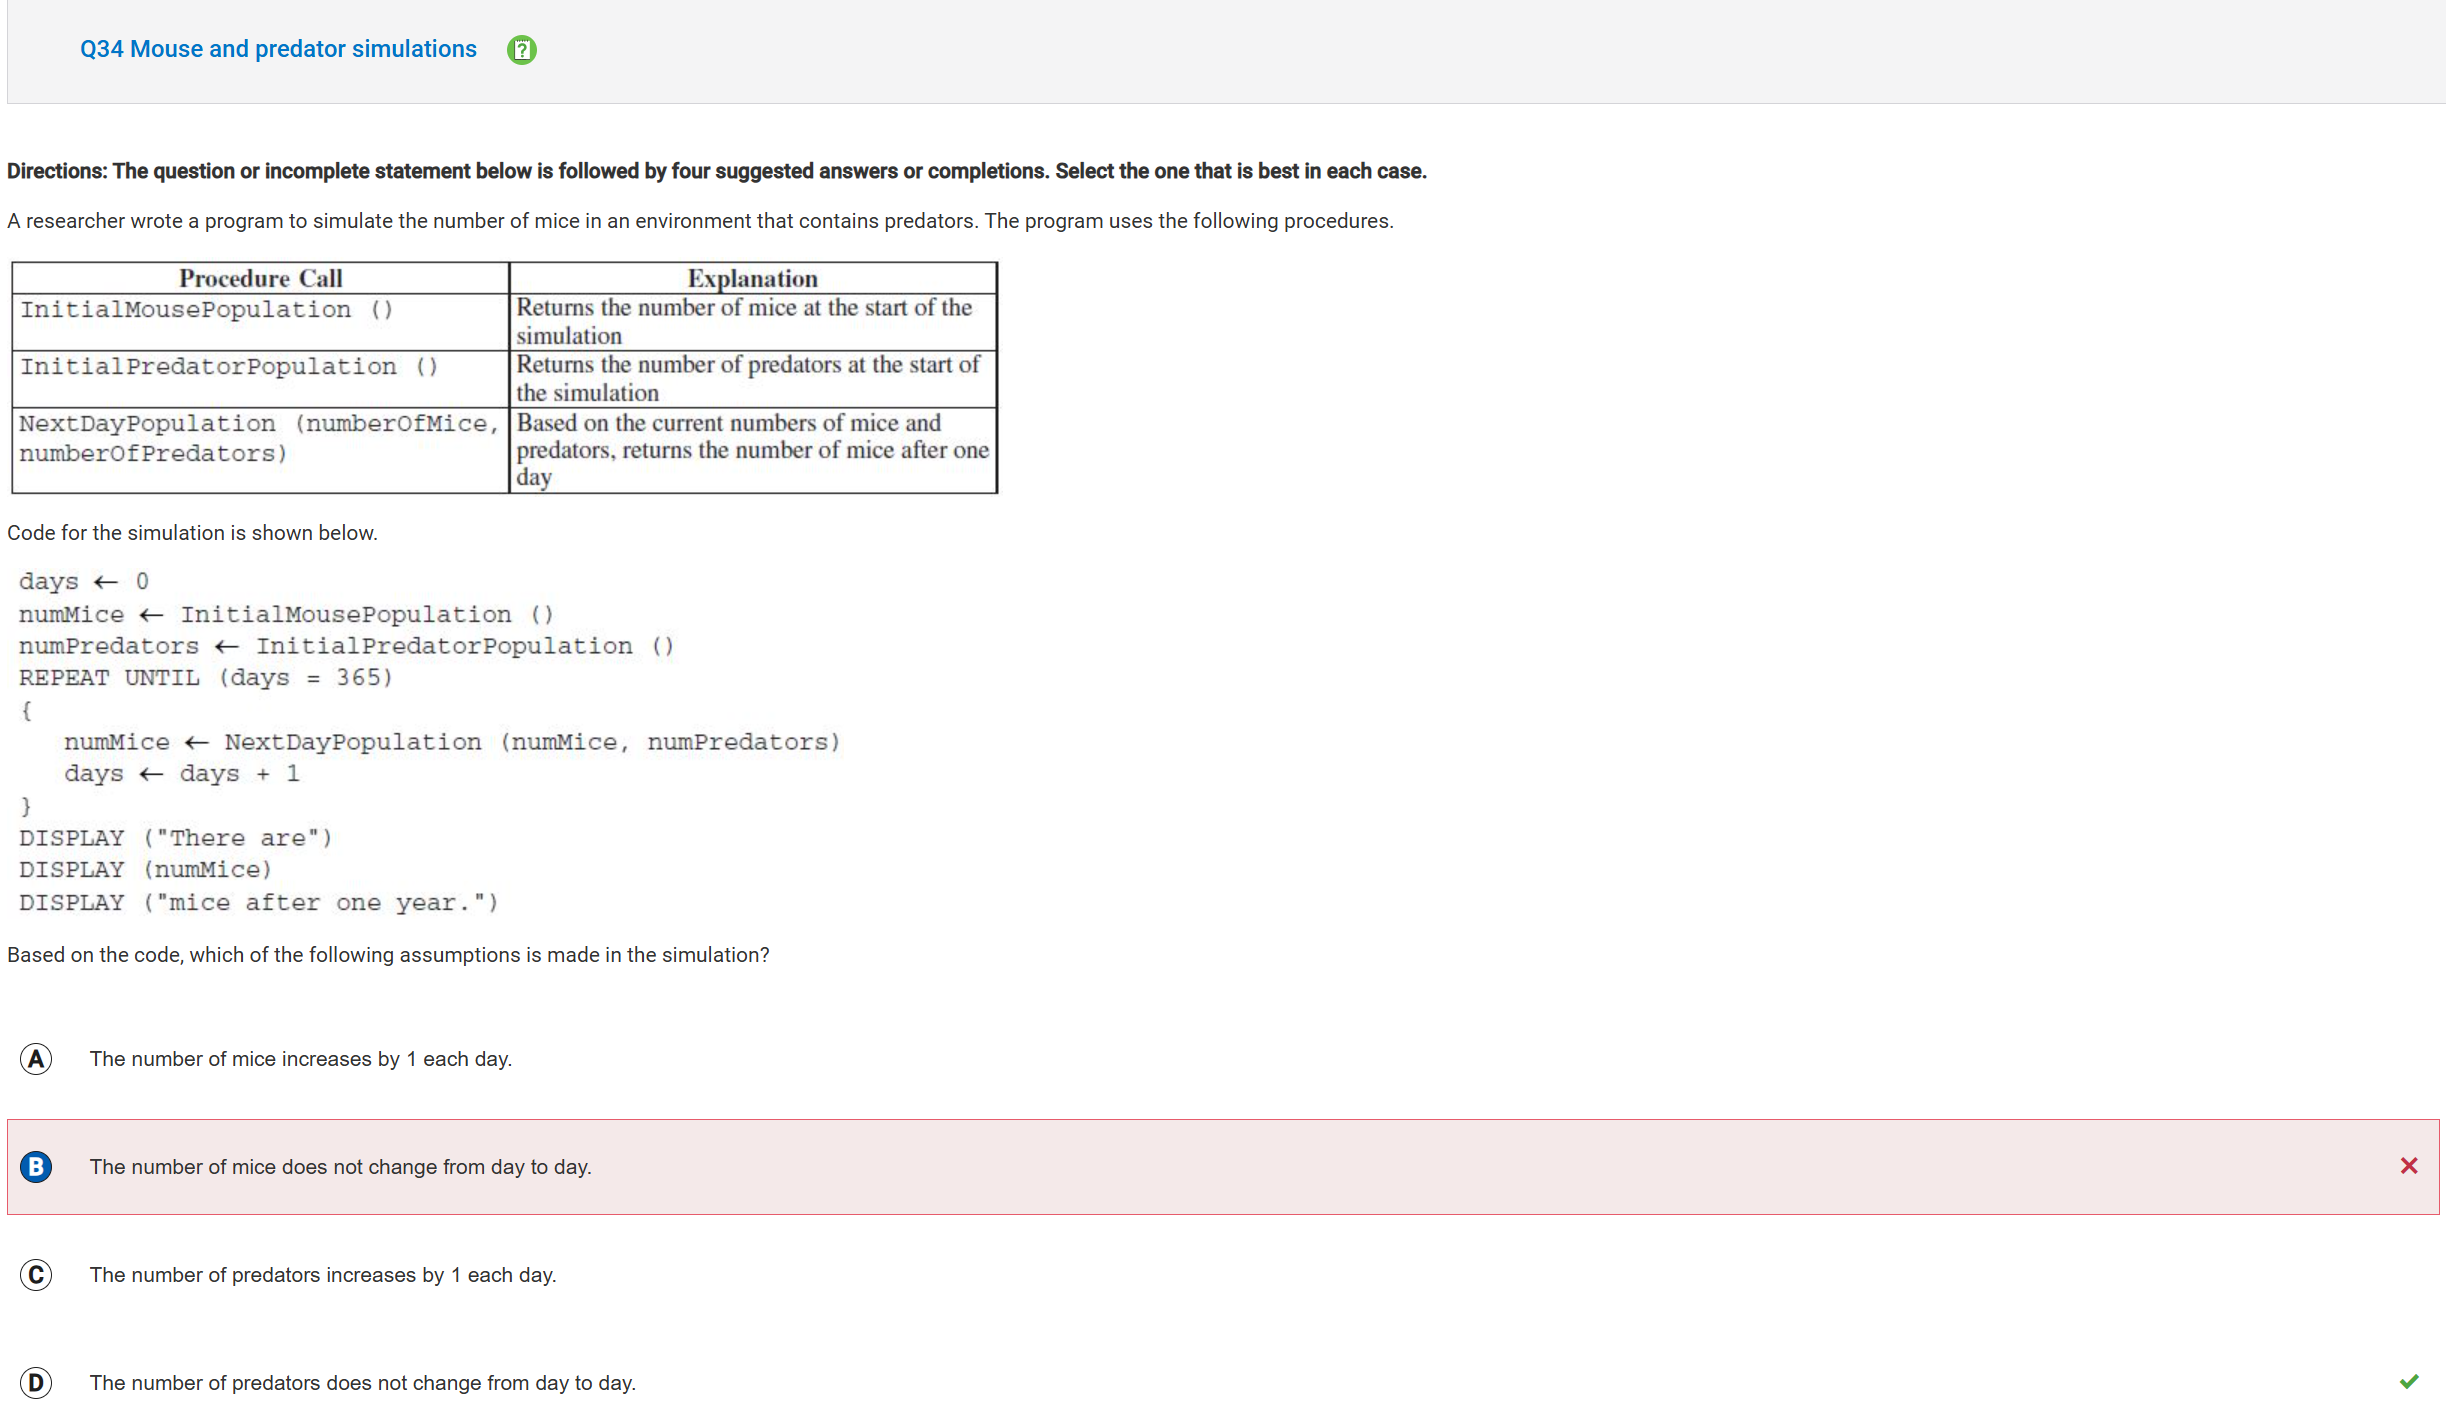 Q34 Mouse and predator simulations
Directions: The question or incomplete statement below is followed by four suggested answers or completions. Select the one that is best in each case.
A researcher wrote a program to simulate the number of mice in an environment that contains predators. The program uses the following procedures.
Procedure Call
Explanation
InitialMousePopulation ()
Returns the number of mice at the start of the
simulation
InitialPredatorPopulation ()
Returns the number of predators at the start of
the simulation
NextDayPopulation (numberOfMice,
numberOfPredators)
Based on the current numbers of mice and
predators, returns the number of mice after one
day
Code for the simulation is shown below.
days ← 0
numMice ← InitialMousePopulation ()
numPredators ← InitialPredatorPopulation ()
REPEAT UNTIL (days = 365)
{
numMice ← NextDayPopulation (numMice, numPredators)
days ← days + 1
}
DISPLAY ("There are")
DISPLAY (numMice)
DISPLAY ("mice after one year.")
Based on the code, which of the following assumptions is made in the simulation?
A The number of mice increases by 1 each day.
B The number of mice does not change from day to day.
C The number of predators increases by 1 each day.
D The number of predators does not change from day to day.